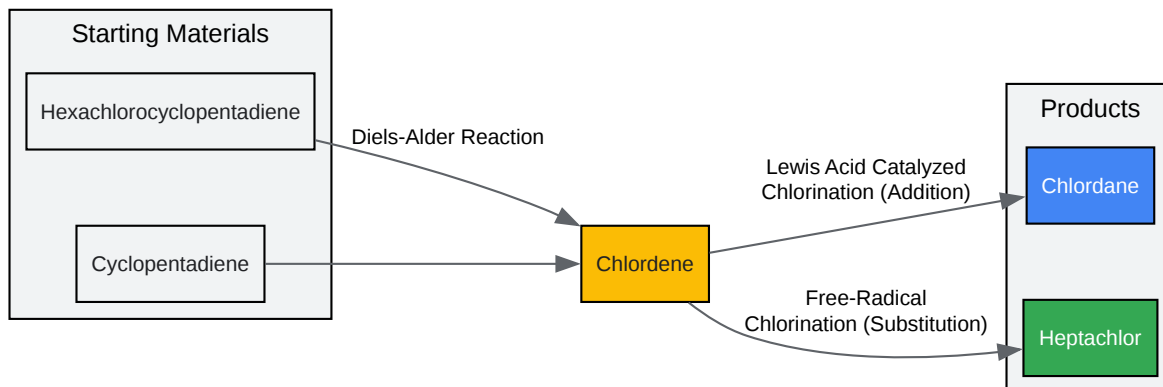 Starting Materials
Hexachlorocyclopentadiene
Cyclopentadiene
Diels-Alder Reaction
Chlordene
Lewis Acid Catalyzed
Chlorination (Addition)
Free-Radical
Chlorination (Substitution)
Products
Chlordane
Heptachlor